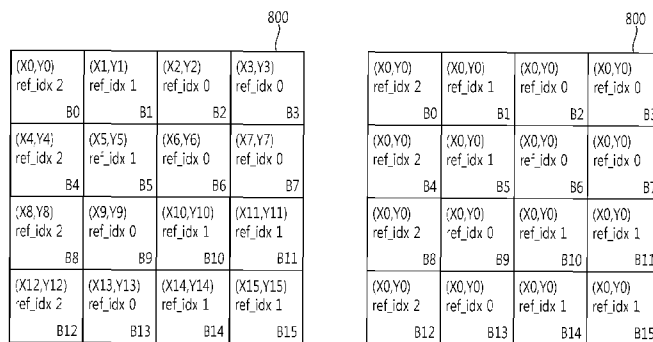 800
(X0,Y0)
ref_idx 2
B0
(X1,Y1)
ref_idx 1
B1
(X2,Y2)
ref_idx 0
B2
(X3,Y3)
ref_idx 0
B3
(X4,Y4)
ref_idx 2
B4
(X5,Y5)
ref_idx 1
B5
(X6,Y6)
ref_idx 0
B6
(X7,Y7)
ref_idx 0
B7
(X8,Y8)
ref_idx 2
B8
(X9,Y9)
ref_idx 0
B9
(X10,Y10)
ref_idx 1
B10
(X11,Y11)
ref_idx 1
B11
(X12,Y12)
ref_idx 2
B12
(X13,Y13)
ref_idx 0
B13
(X14,Y14)
ref_idx 1
B14
(X15,Y15)
ref_idx 1
B15
800
(X0,Y0)
ref_idx 2
B0
(X0,Y0)
ref_idx 1
B1
(X0,Y0)
ref_idx 0
B2
(X0,Y0)
ref_idx 0
B3
(X0,Y0)
ref_idx 2
B4
(X0,Y0)
ref_idx 1
B5
(X0,Y0)
ref_idx 0
B6
(X0,Y0)
ref_idx 0
B7
(X0,Y0)
ref_idx 2
B8
(X0,Y0)
ref_idx 0
B9
(X0,Y0)
ref_idx 1
B10
(X0,Y0)
ref_idx 1
B11
(X0,Y0)
ref_idx 2
B12
(X0,Y0)
ref_idx 0
B13
(X0,Y0)
ref_idx 1
B14
(X0,Y0)
ref_idx 1
B15